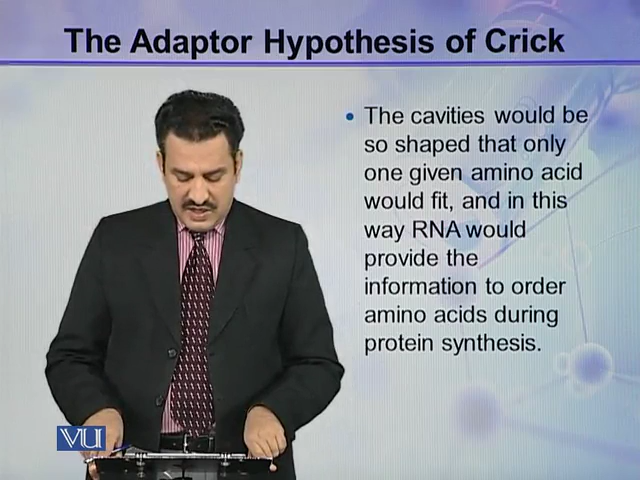 The Adaptor Hypothesis of Crick
• The cavities would be
so shaped that only
one given amino acid
would fit, and in this
way RNA would
provide the
information to order
amino acids during
protein synthesis.
VU